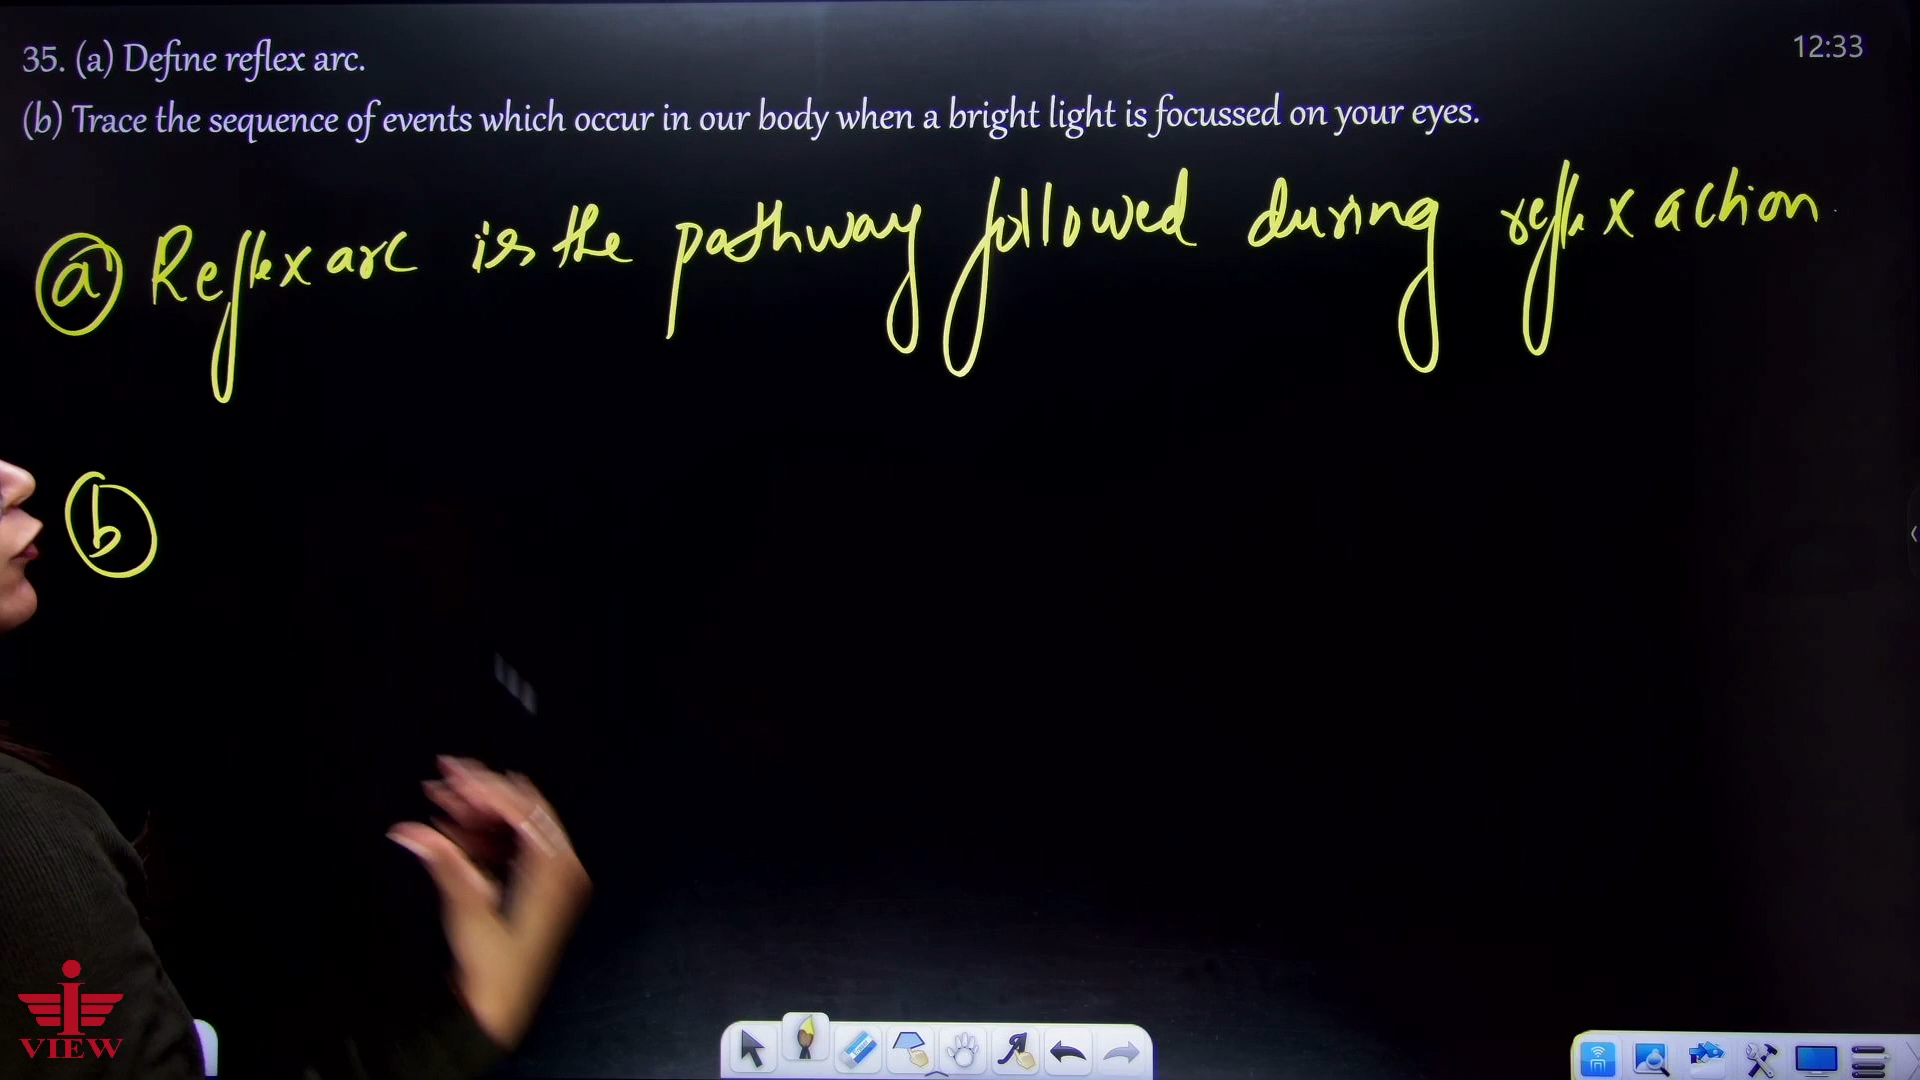 35. (a) Define reflex arc.
12:33
(b) Trace the sequence of events which occur in our body when a bright light is focussed on your eyes.
(a) Reflex arc is the pathway followed during reflex action.
(b)
VIEW